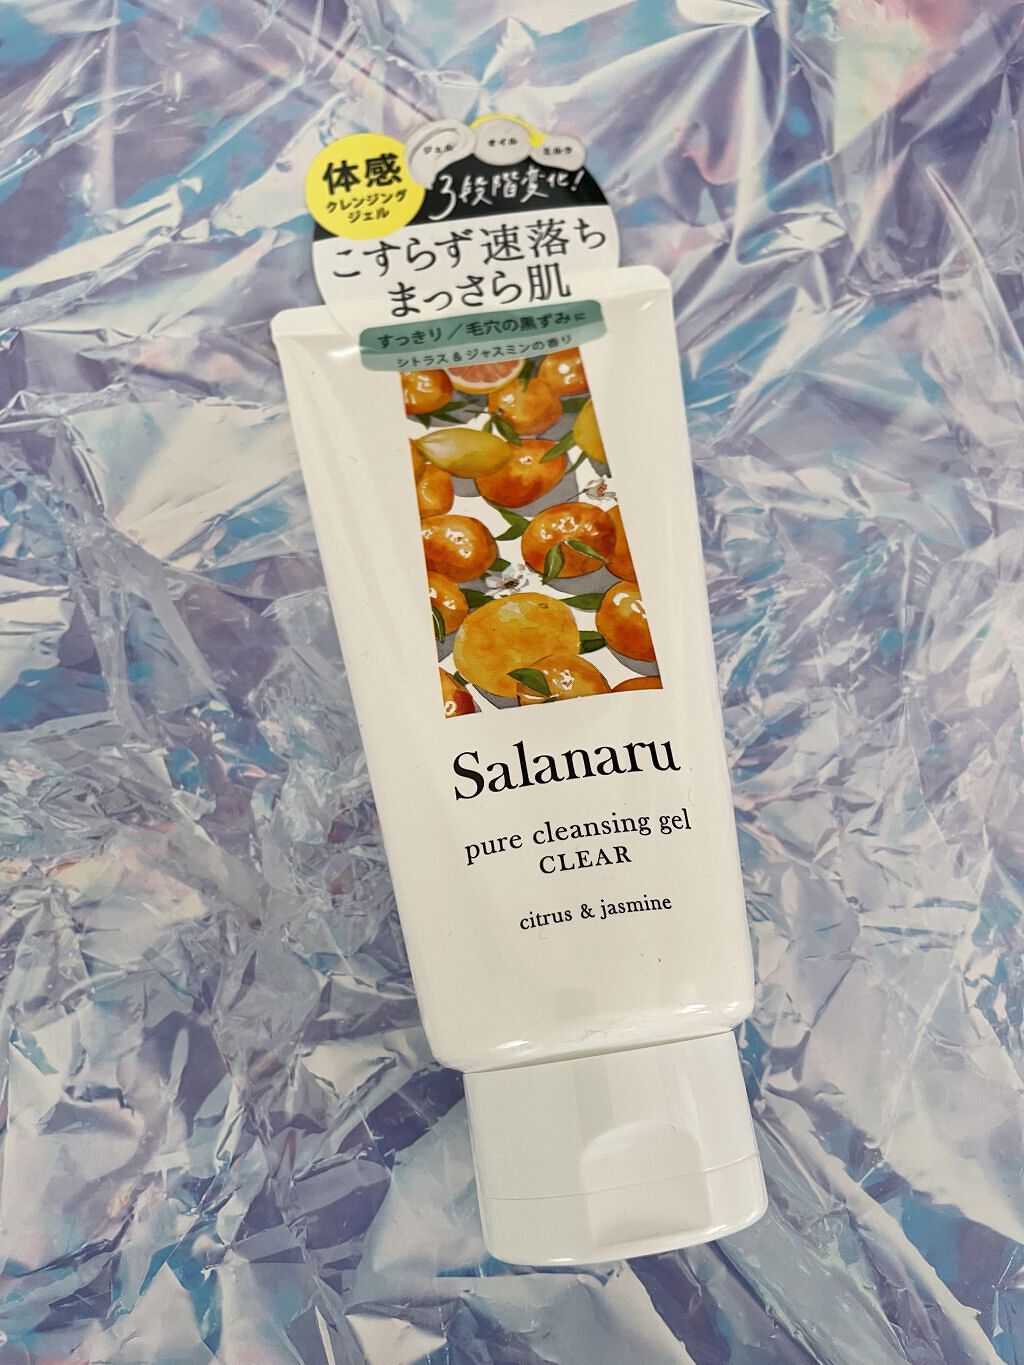 体感
クレンジング
ジェル
ジェル
オイル
ミルク
3段階変化!
こすらず速落ち
まっさら肌
すっきり/毛穴の黒ずみに
シトラス&ジャスミンの香り
Salanaru
pure cleansing gel
CLEAR
citrus & jasmine